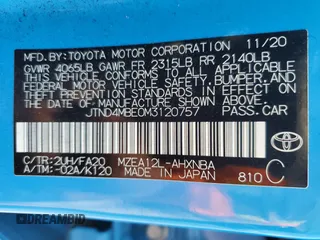 MFD. BY: TOYOTA MOTOR CORPORATION 11/20
GVWR 4065LB GAWR FR 2315LB RR 2140LB
THIS VEHICLE CONFORMS TO ALL APPLICABLE
FEDERAL MOTOR VEHICLE SAFETY, BUMPER, AND
THEFT PREVENTION STANDARDS IN EFFECT ON
THE DATE OF MANUFACTURE SHOWN ABOVE.
JTND4MBE0M3120757 PASS.CAR
TOYOTA
C/TR: 2UH/FA20 MZEA12L-AHXNBA
A/TM: -02A/K120 MADE IN JAPAN 810 C
AUTOBIDMASTER